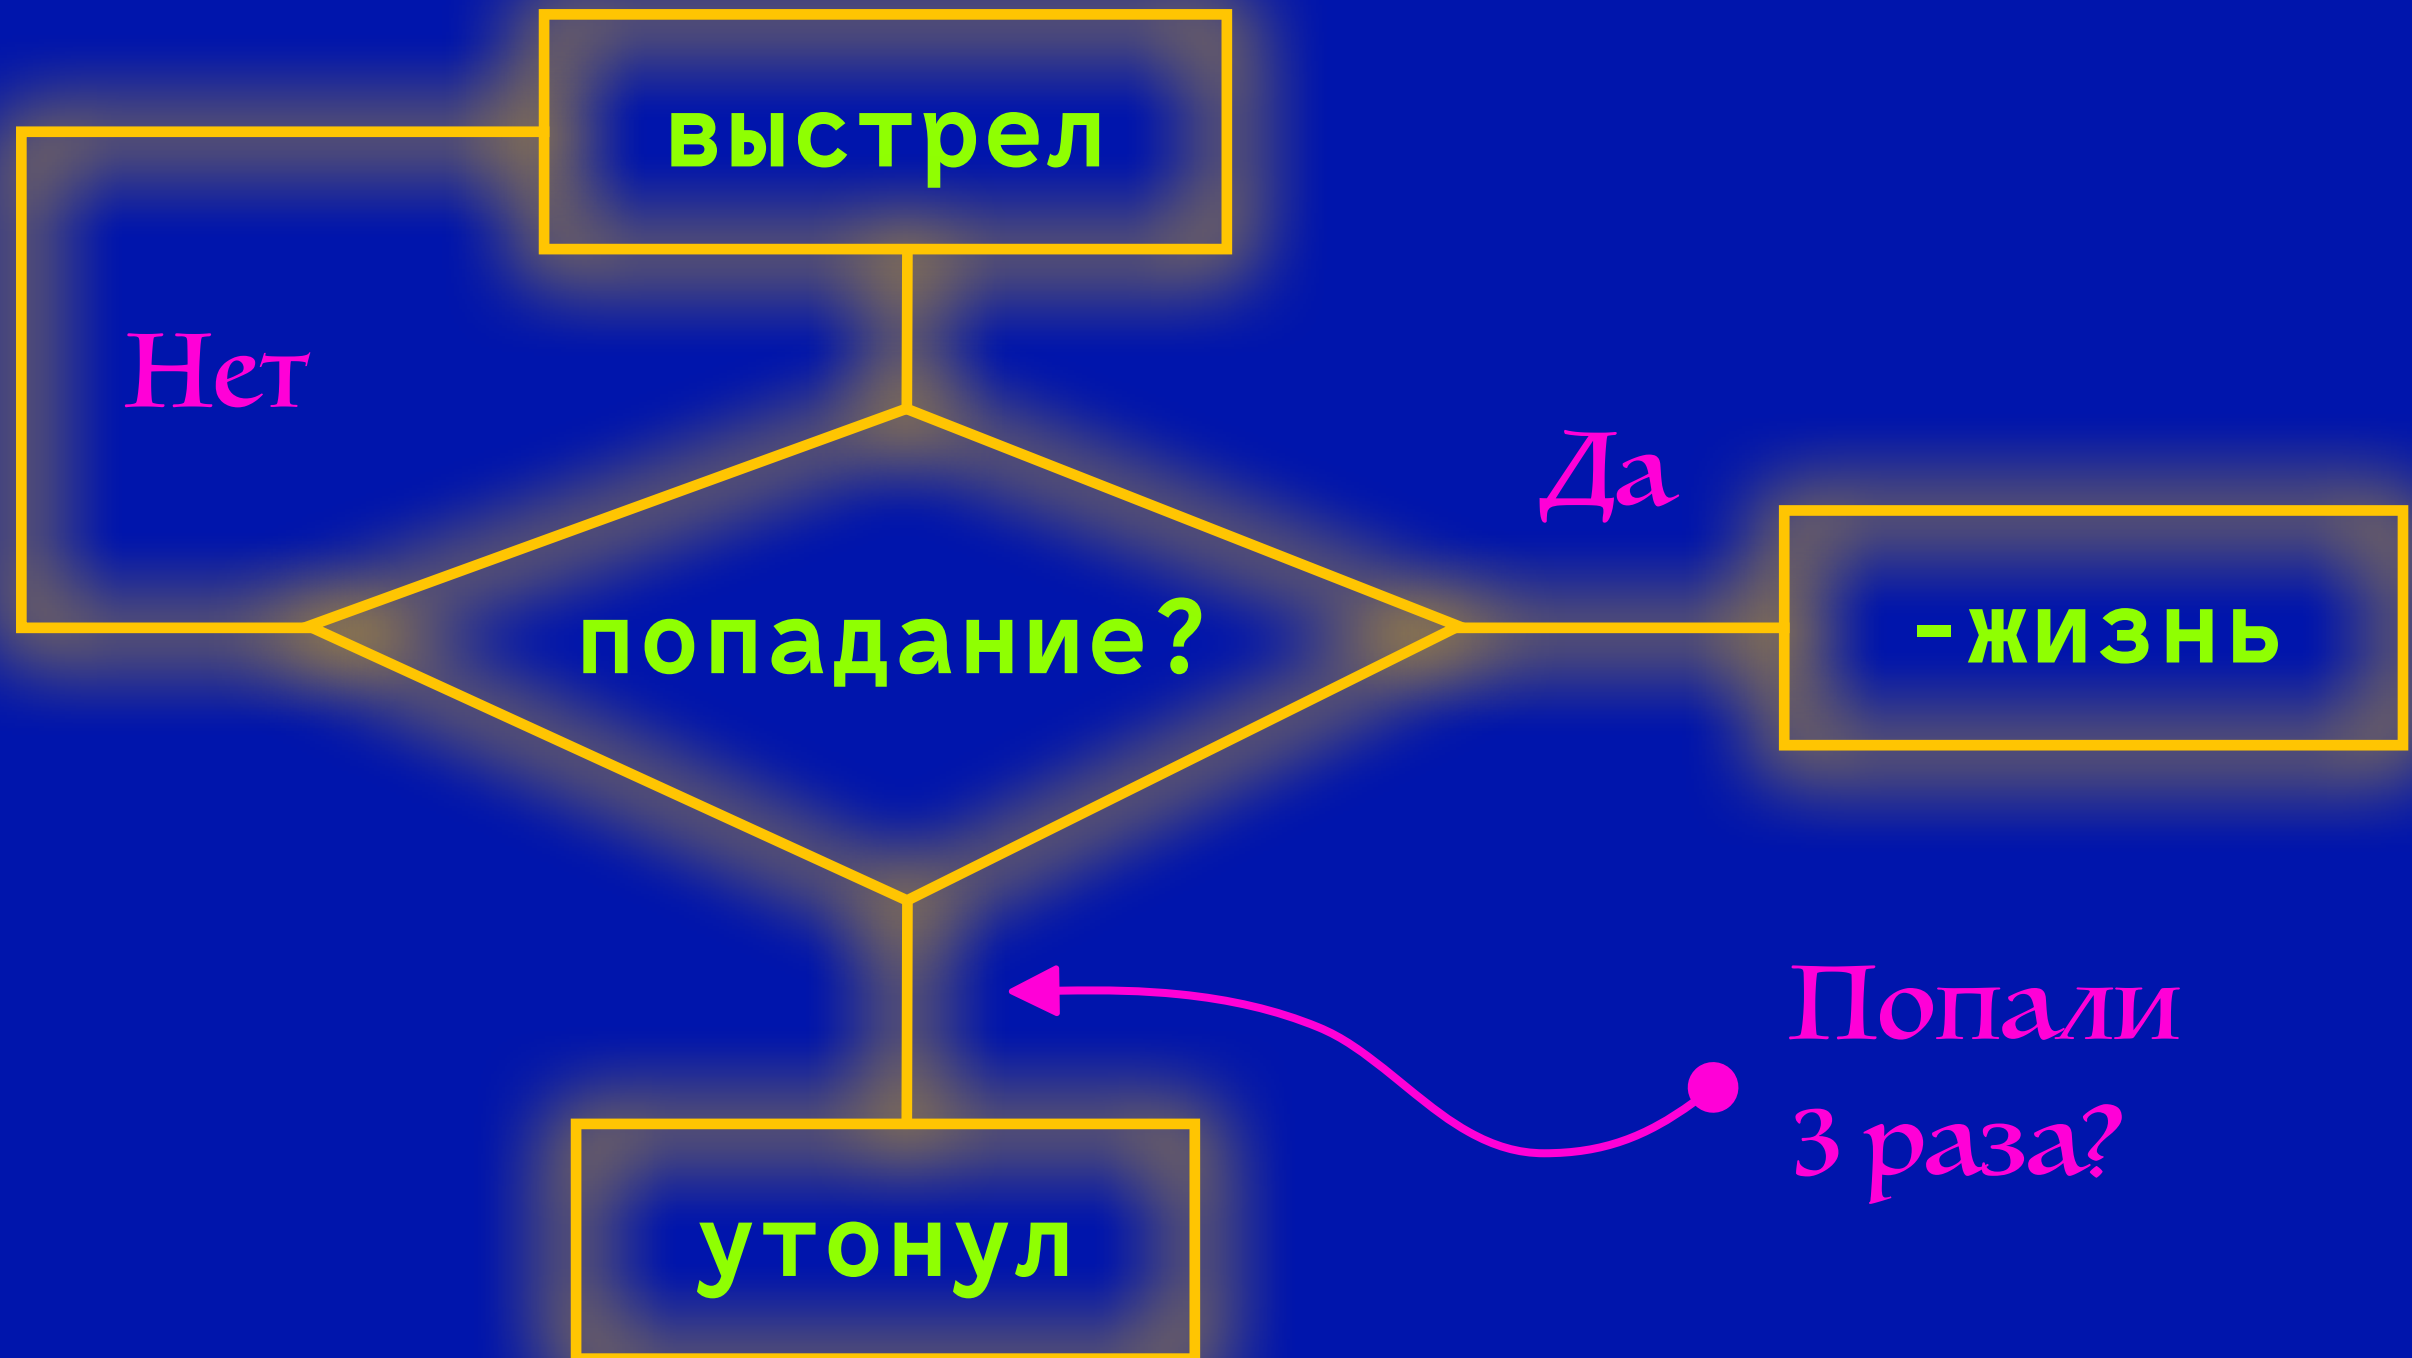 выстрел
Нет
Да
попадание?
-жизнь
Попали
3 раза?
утонул